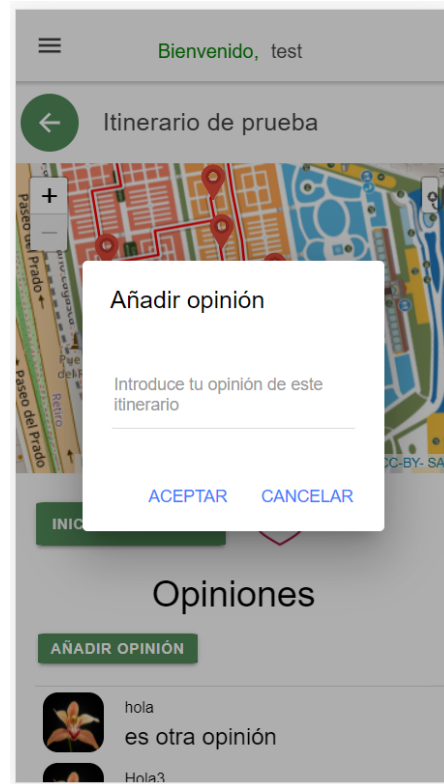 Bienvenido, test
Itinerario de prueba
+
−
Paseo del Prado
Paseo del Prado
Retiro
CC-BY- SA
Añadir opinión
Introduce tu opinión de este
itinerario
ACEPTAR CANCELAR
INIC
Opiniones
AÑADIR OPINIÓN
hola
es otra opinión
Hola3